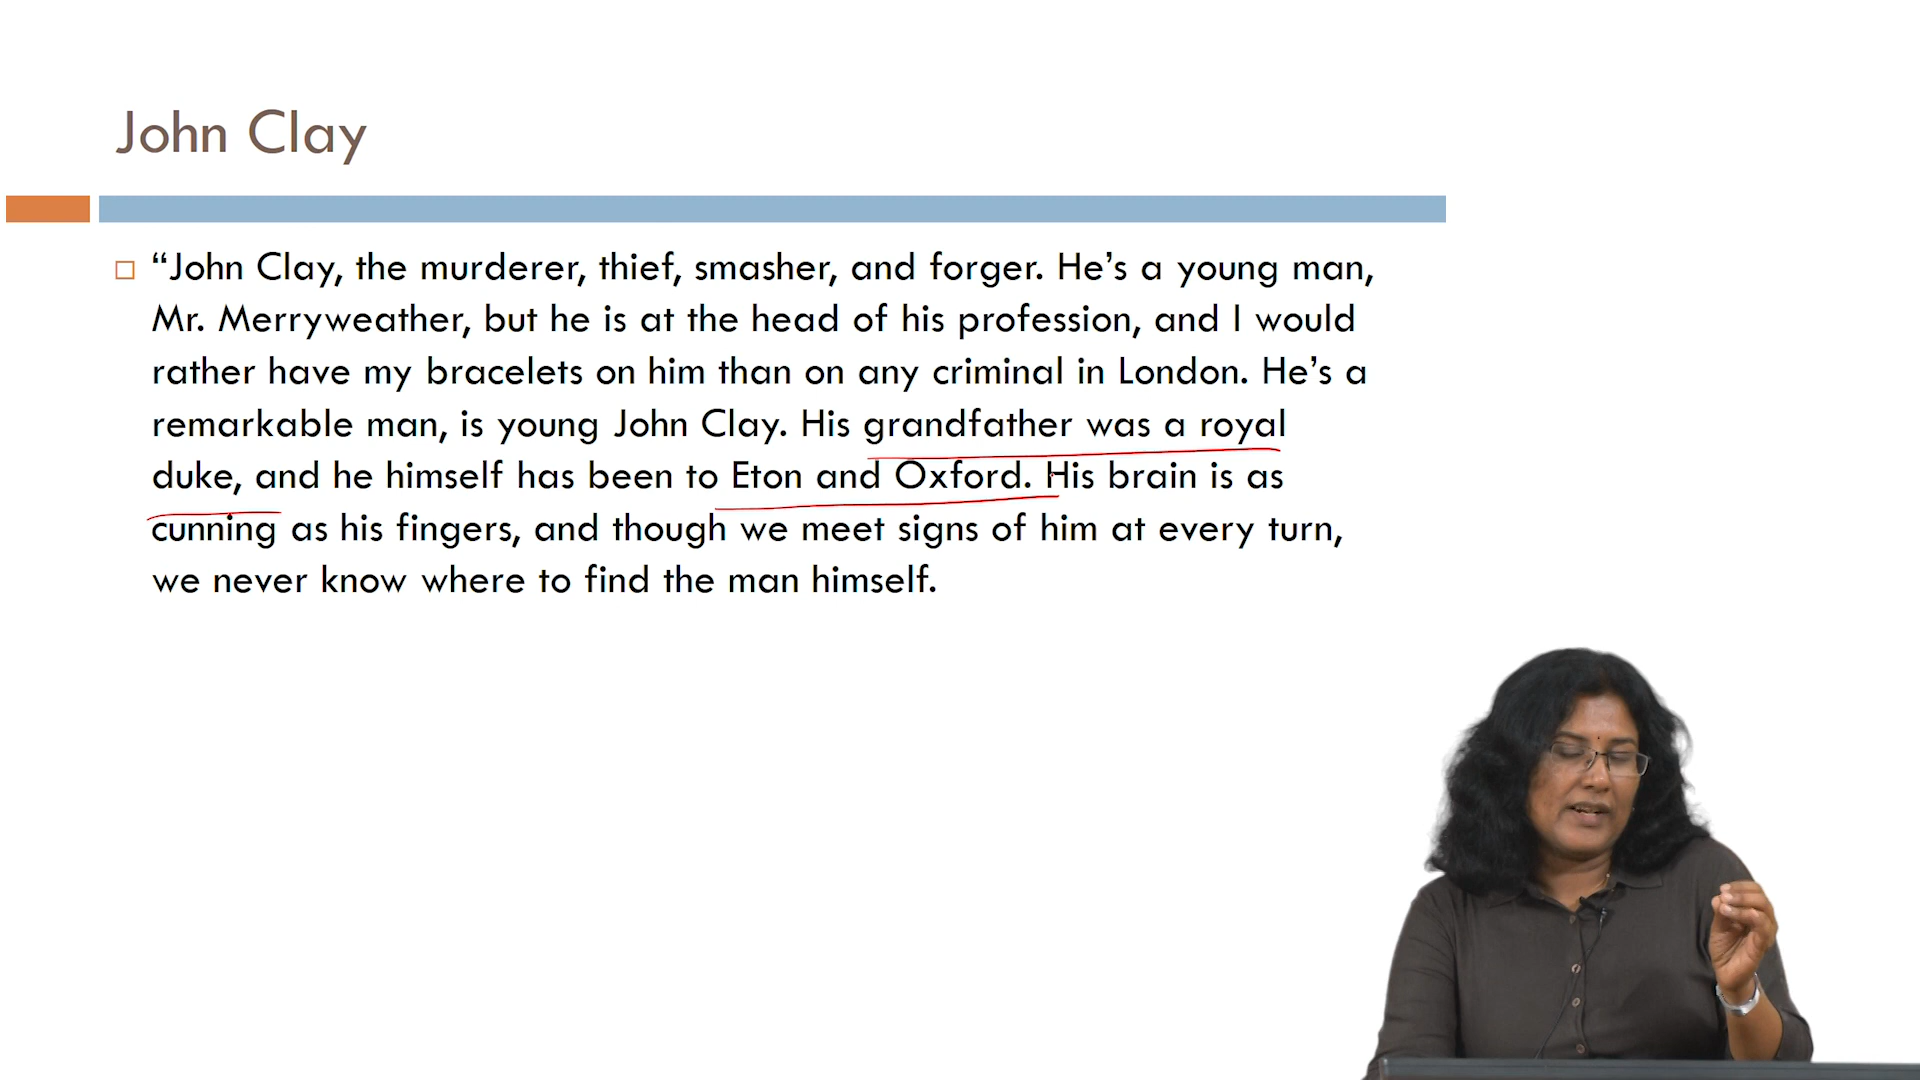 John Clay
“John Clay, the murderer, thief, smasher, and forger. He’s a young man,
Mr. Merryweather, but he is at the head of his profession, and I would
rather have my bracelets on him than on any criminal in London. He’s a
remarkable man, is young John Clay. His grandfather was a royal
duke, and he himself has been to Eton and Oxford. His brain is as
cunning as his fingers, and though we meet signs of him at every turn,
we never know where to find the man himself.